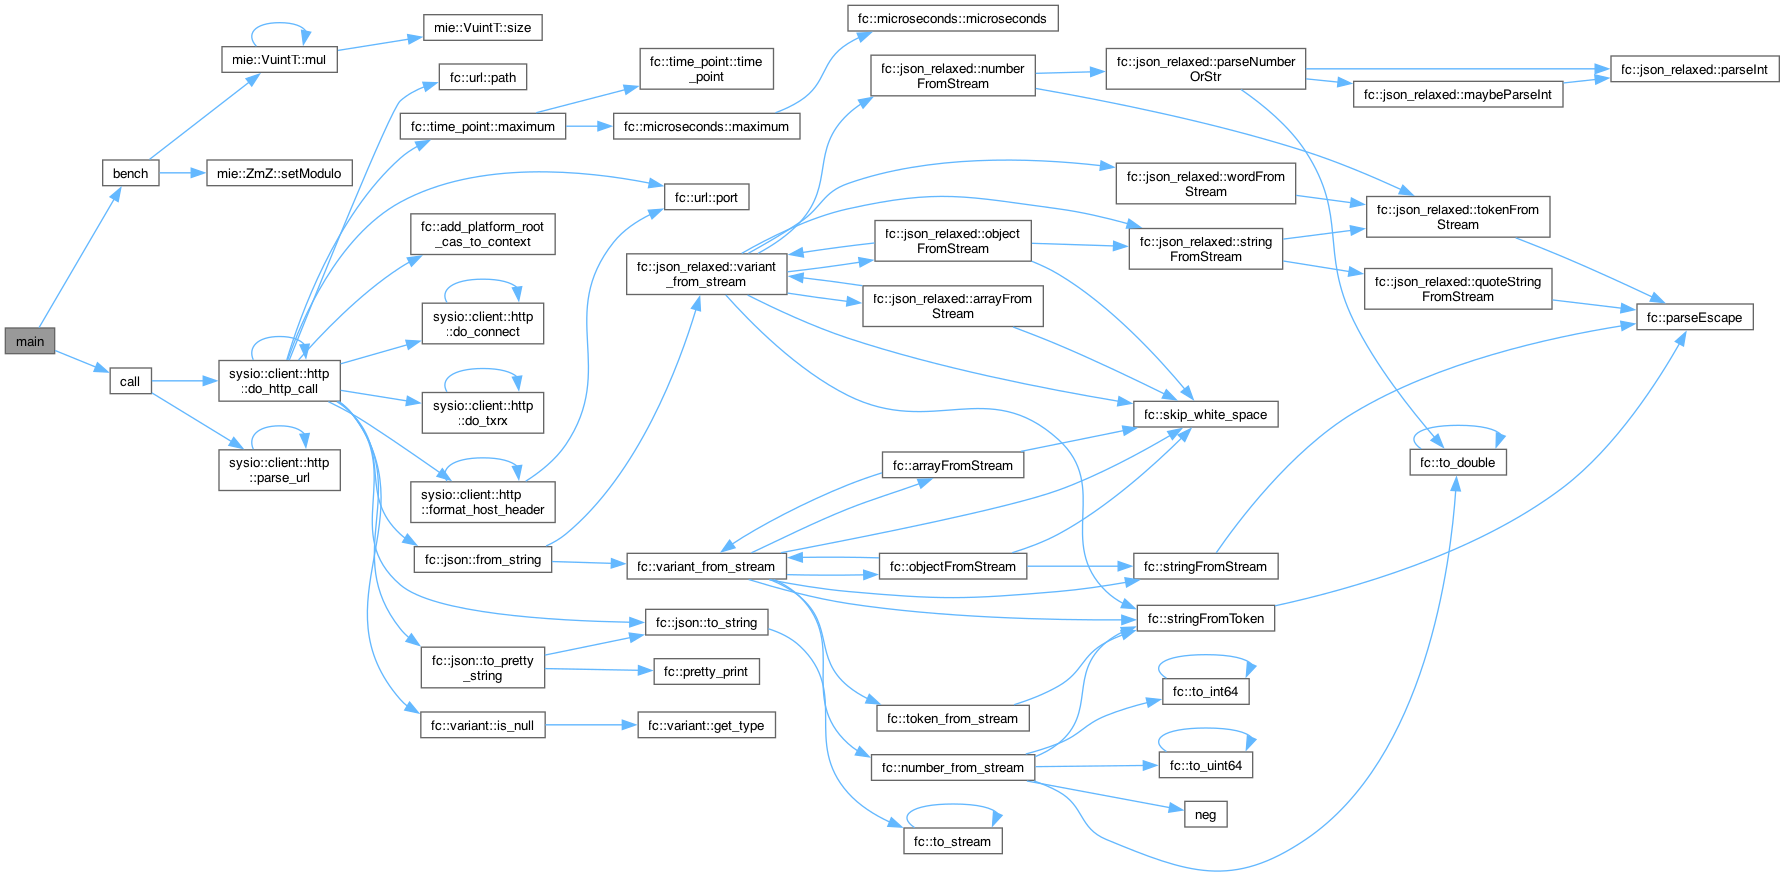 main
bench
call
mie::VuintT::mul
mie::ZmZ::setModulo
sysio::client::http
::do_http_call
sysio::client::http
::parse_url
mie::VuintT::size
fc::url::path
fc::time_point::maximum
fc::add_platform_root
_cas_to_context
sysio::client::http
::do_connect
sysio::client::http
::do_txrx
sysio::client::http
::format_host_header
fc::json::from_string
fc::json::to_pretty
_string
fc::variant::is_null
fc::time_point::time
_point
fc::microseconds::maximum
fc::url::port
fc::json_relaxed::variant
_from_stream
fc::variant_from_stream
fc::json::to_string
fc::pretty_print
fc::variant::get_type
fc::microseconds::microseconds
fc::json_relaxed::number
FromStream
fc::json_relaxed::object
FromStream
fc::json_relaxed::arrayFrom
Stream
fc::arrayFromStream
fc::objectFromStream
fc::token_from_stream
fc::number_from_stream
fc::to_stream
fc::json_relaxed::parseNumber
OrStr
fc::json_relaxed::wordFrom
Stream
fc::json_relaxed::string
FromStream
fc::skip_white_space
fc::stringFromStream
fc::stringFromToken
fc::to_int64
fc::to_uint64
neg
fc::json_relaxed::maybeParseInt
fc::json_relaxed::tokenFrom
Stream
fc::json_relaxed::quoteString
FromStream
fc::to_double
fc::json_relaxed::parseInt
fc::parseEscape